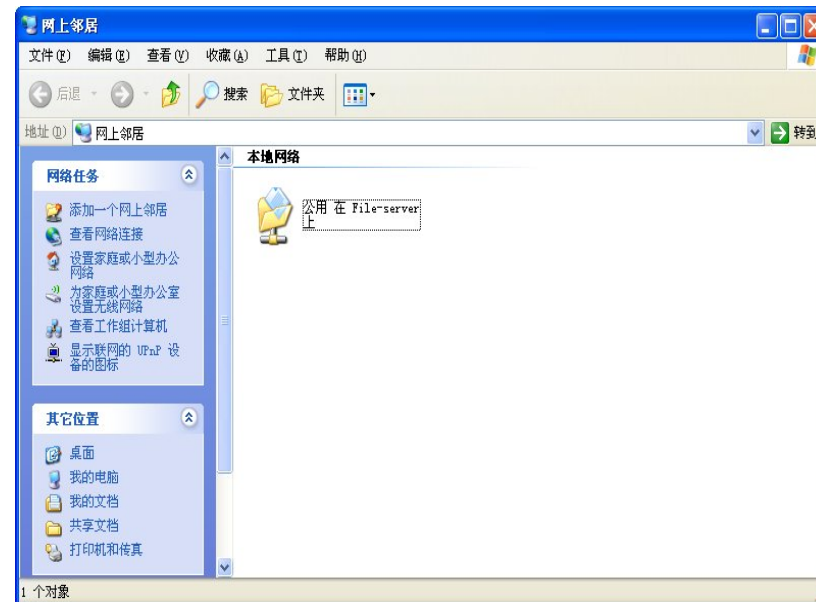 网上邻居
文件(F) 编辑(E) 查看(V) 收藏(A) 工具(T) 帮助(H)
后退 搜索 文件夹
地址(D) 网上邻居 转到
网络任务
添加一个网上邻居
查看网络连接
设置家庭或小型办公
网络
为家庭或小型办公室
设置无线网络
查看工作组计算机
显示联网的 UPnP 设
备的图标
其它位置
桌面
我的电脑
我的文档
共享文档
打印机和传真
本地网络
公用 在 File-server
上
1 个对象